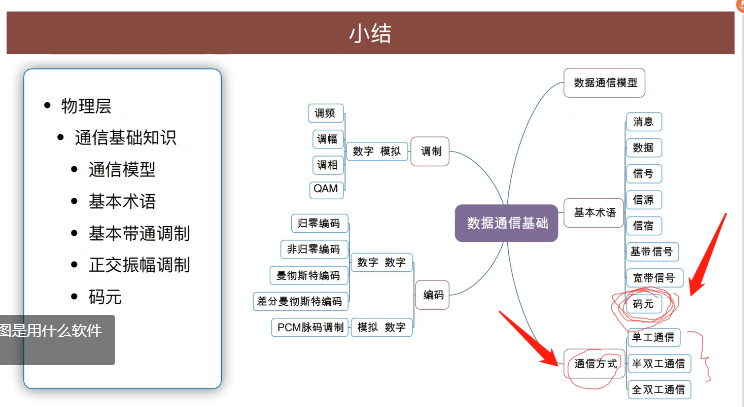 小结
物理层
通信基础知识
通信模型
基本术语
基本带通调制
正交振幅调制
码元
图是用什么软件
调频
调幅
调相
QAM
数字 模拟
调制
归零编码
非归零编码
曼彻斯特编码
差分曼彻斯特编码
数字 数字
PCM脉码调制
模拟 数字
编码
数据通信基础
数据通信模型
基本术语
消息
数据
信号
信源
信宿
基带信号
宽带信号
码元
通信方式
单工通信
半双工通信
全双工通信